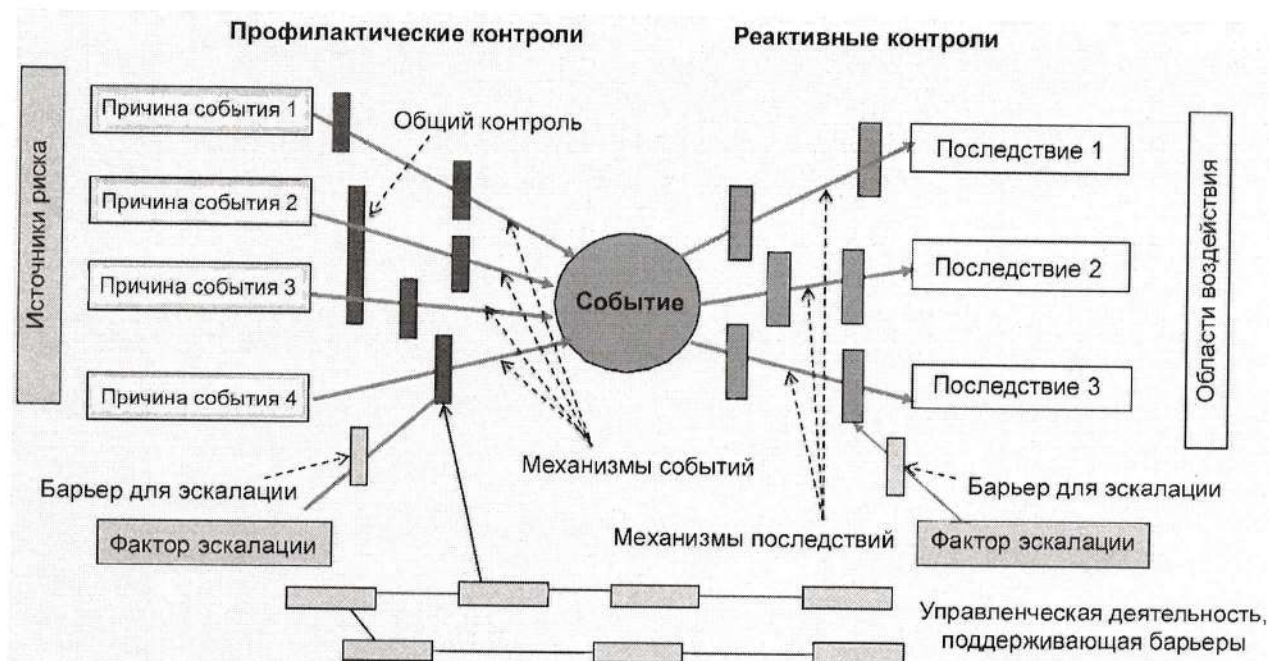 Профилактические контроли
Реактивные контроли
Источники риска
Причина события 1
Причина события 2
Причина события 3
Причина события 4
Общий контроль
Событие
Последствие 1
Последствие 2
Последствие 3
Области воздействия
Механизмы событий
Барьер для эскалации
Барьер для эскалации
Фактор эскалации
Механизмы последствий
Фактор эскалации
Управленческая деятельность,
поддерживающая барьеры